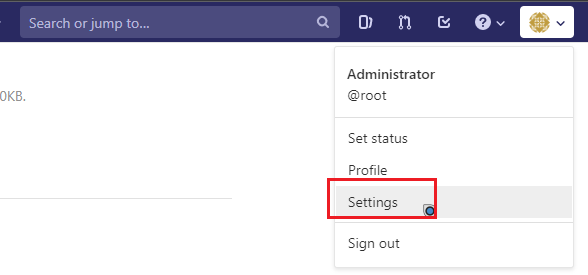 Search or jump to...
Administrator
@root
0KB.
Set status
Profile
Settings
Sign out